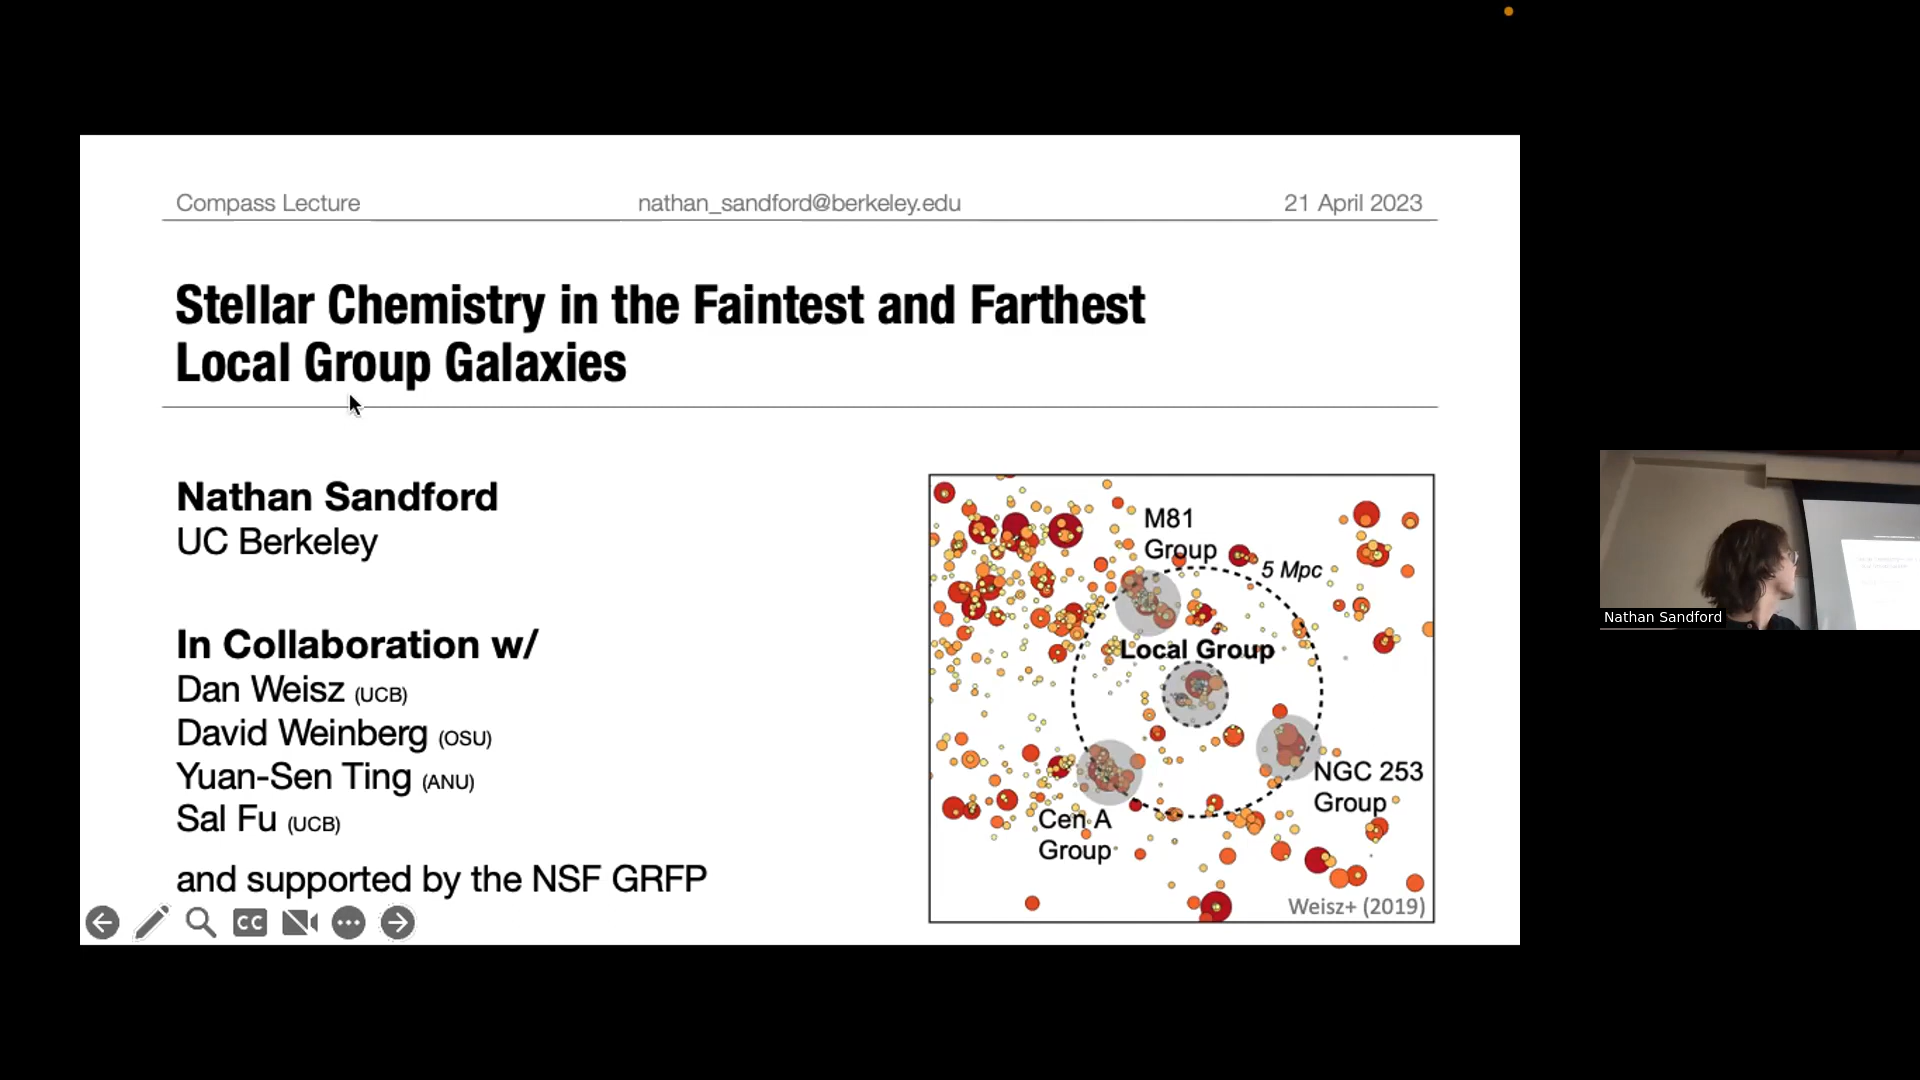 Compass Lecture nathan_sandford@berkeley.edu 21 April 2023
Stellar Chemistry in the Faintest and Farthest
Local Group Galaxies
Nathan Sandford
UC Berkeley
In Collaboration w/
Dan Weisz (UCB)
David Weinberg (OSU)
Yuan-Sen Ting (ANU)
Sal Fu (UCB)
and supported by the NSF GRFP
CC
M81
Group
5 Mpc
Local Group
NGC 253
Group
Cen A
Group
Weisz+ (2019)
Nathan Sandford